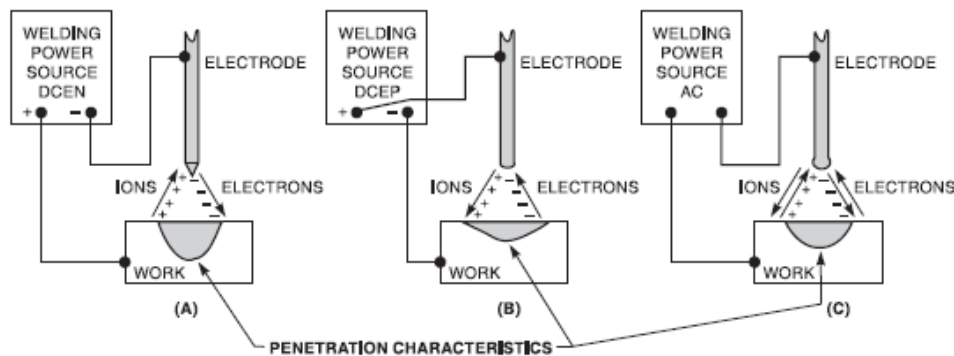 WELDING
POWER
SOURCE
DCEN
+ -
ELECTRODE
IONS
ELECTRONS
WORK
(A)
WELDING
POWER
SOURCE
DCEP
+ -
ELECTRODE
IONS
ELECTRONS
WORK
(B)
WELDING
POWER
SOURCE
AC
ELECTRODE
IONS
ELECTRONS
WORK
(C)
PENETRATION CHARACTERISTICS